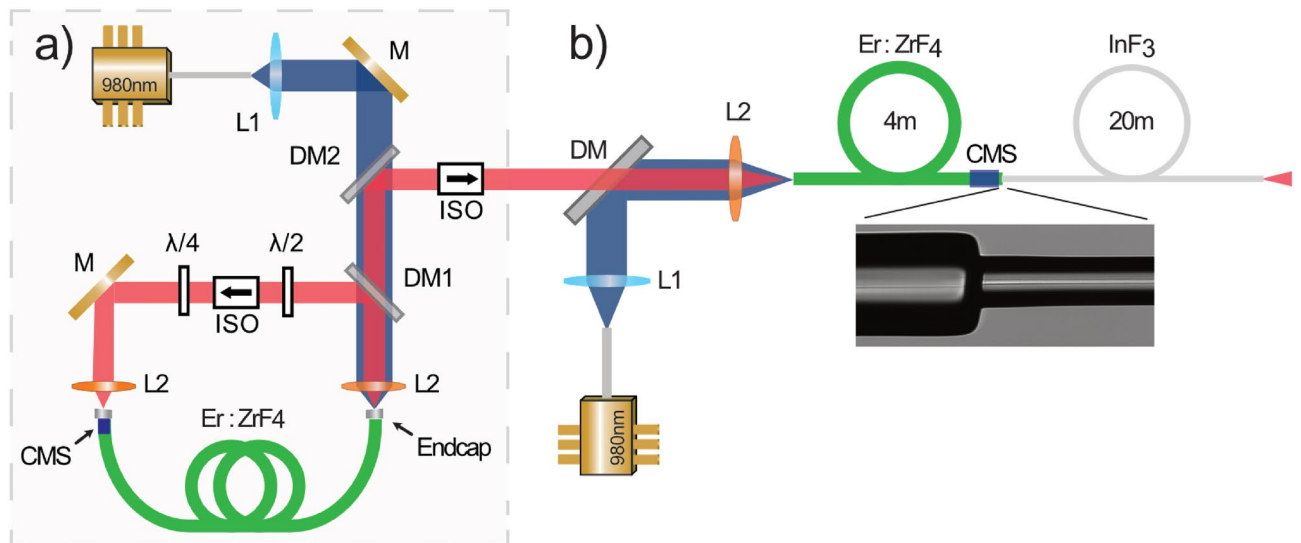 a)
980nm
L1
M
DM2
ISO
λ/4
λ/2
M
ISO
DM1
L2
L2
Er : ZrF4
CMS
Endcap
b)
Er : ZrF₄
InF₃
L2
4m
20m
DM
CMS
L1
980nm